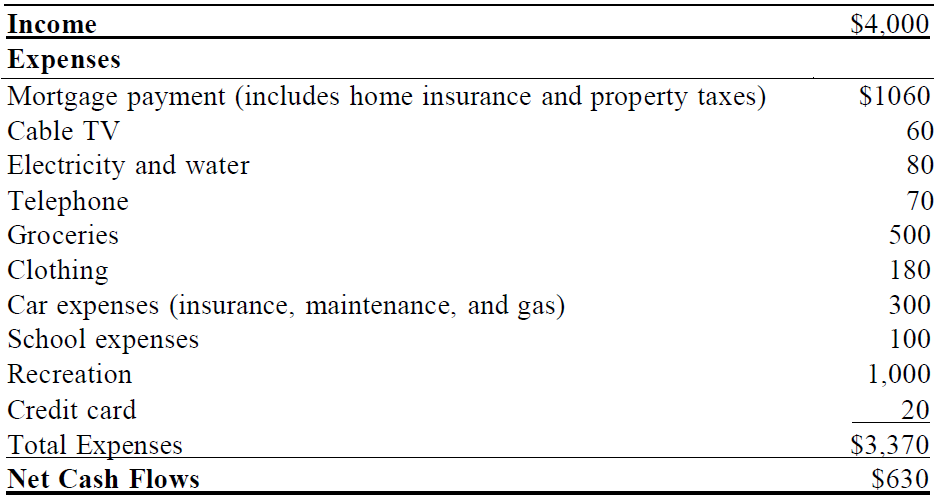 Income $4,000
Expenses
Mortgage payment (includes home insurance and property taxes) $1060
Cable TV 60
Electricity and water 80
Telephone 70
Groceries 500
Clothing 180
Car expenses (insurance, maintenance, and gas) 300
School expenses 100
Recreation 1,000
Credit card 20
Total Expenses $3,370
Net Cash Flows $630